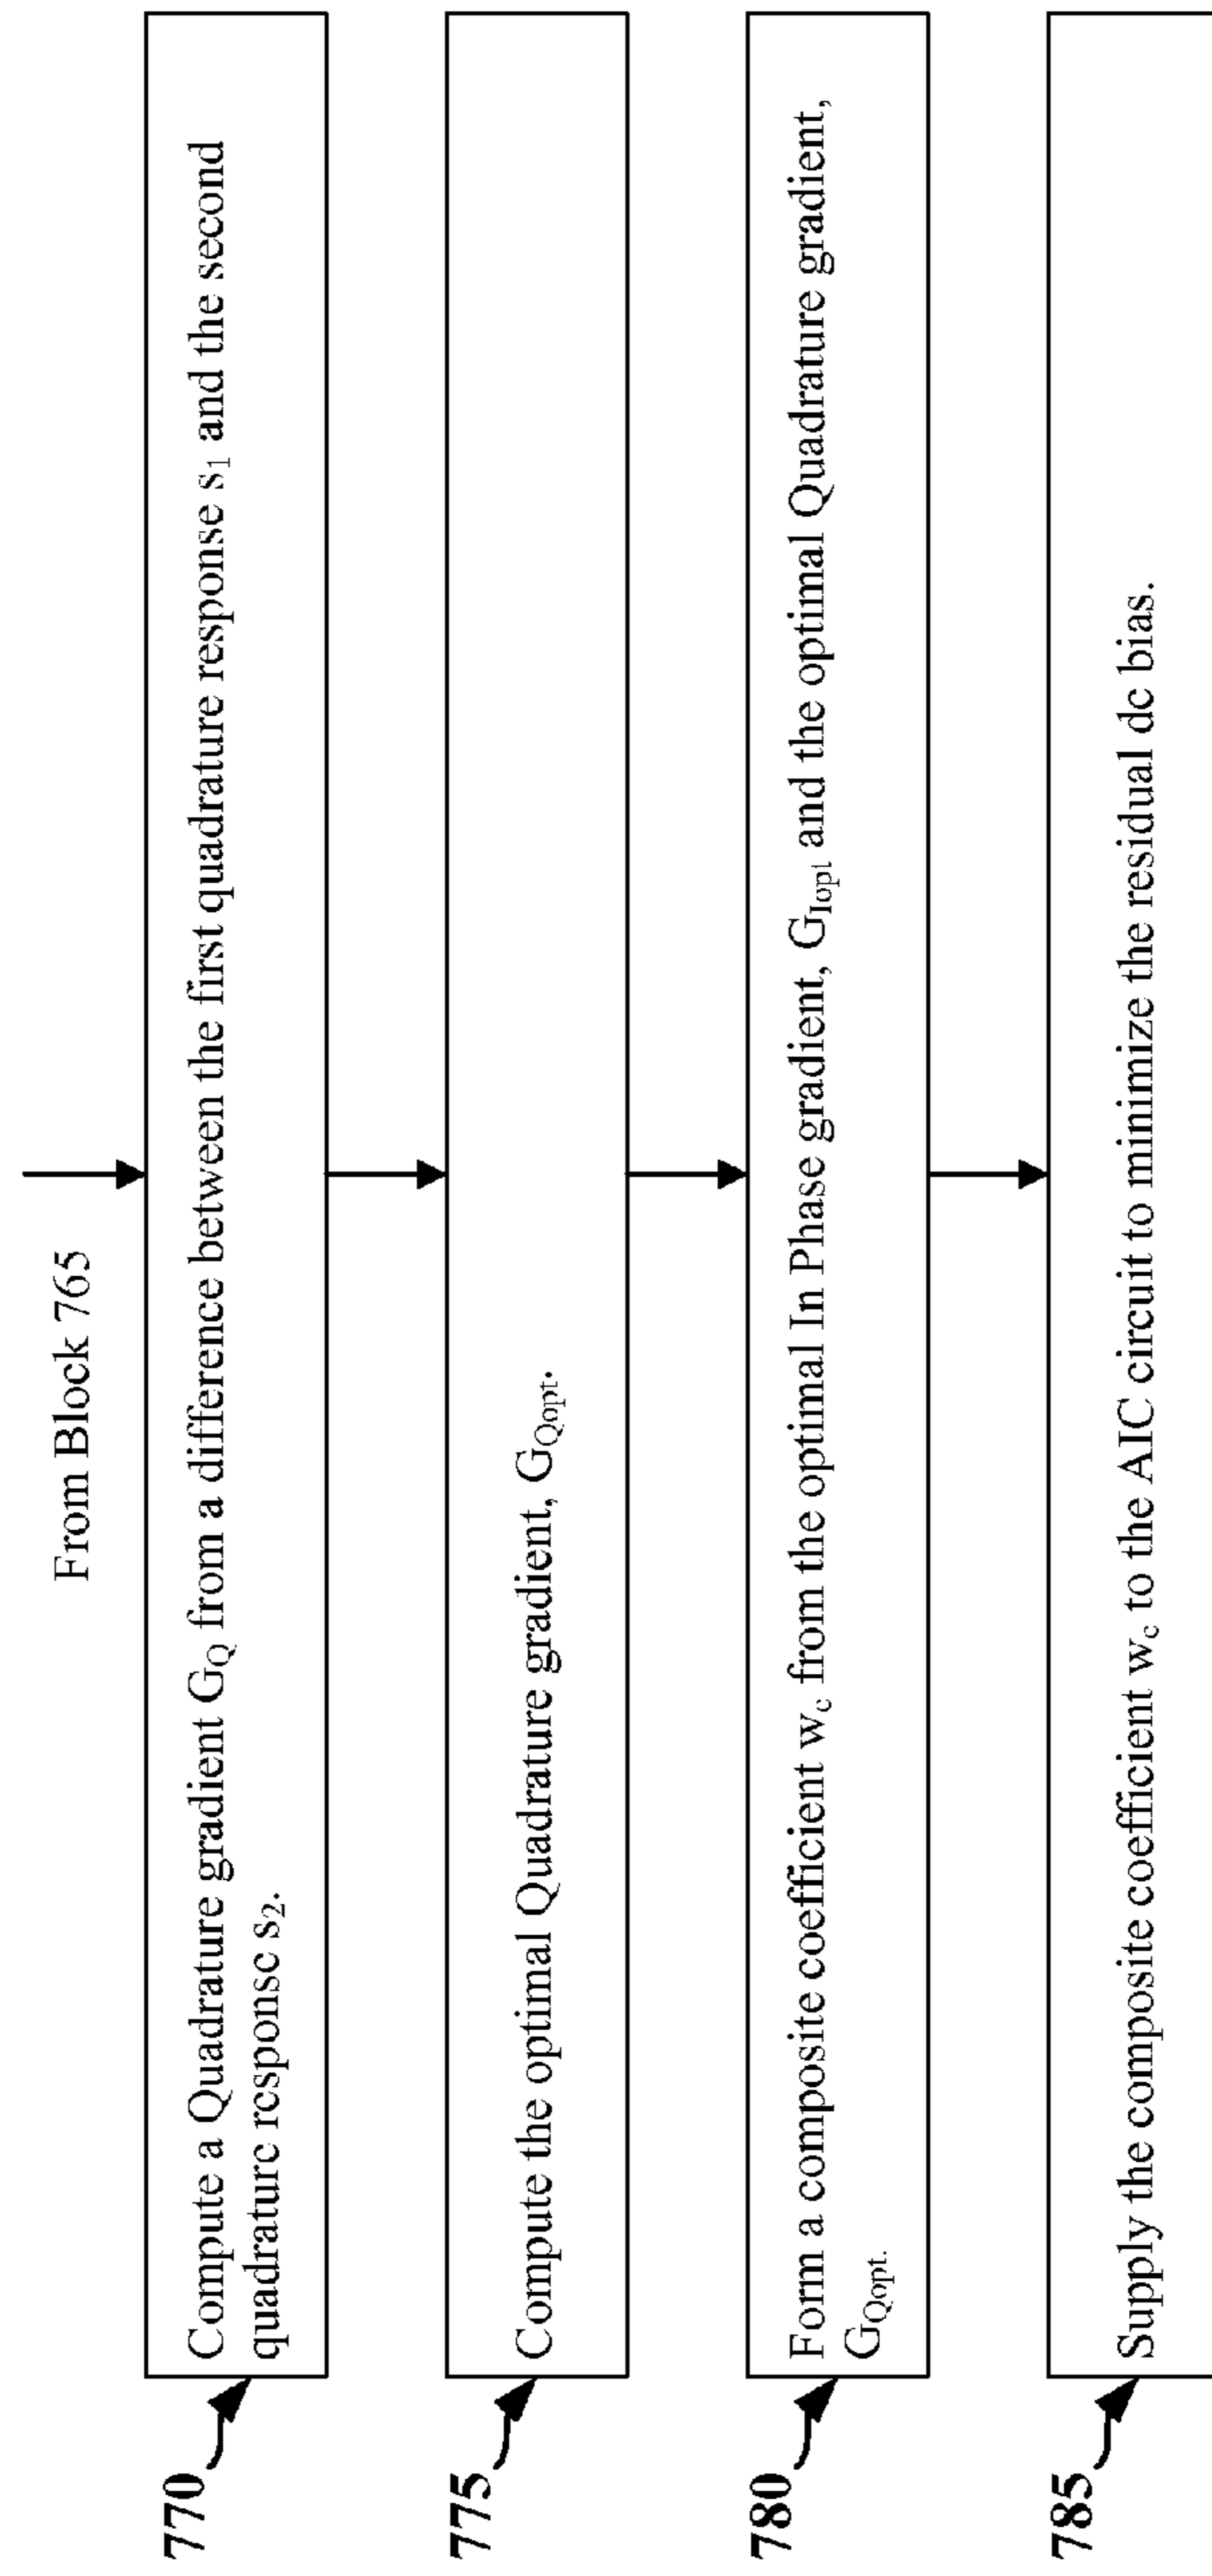 From Block 765
770
Compute a Quadrature gradient G_Q from a difference between the first quadrature response s_1 and the second
quadrature response s_2.
775
Compute the optimal Quadrature gradient, G_Qopt.
780
Form a composite coefficient w_c from the optimal In Phase gradient, G_Iopt and the optimal Quadrature gradient,
G_Qopt.
785
Supply the composite coefficient w_c to the AIC circuit to minimize the residual dc bias.